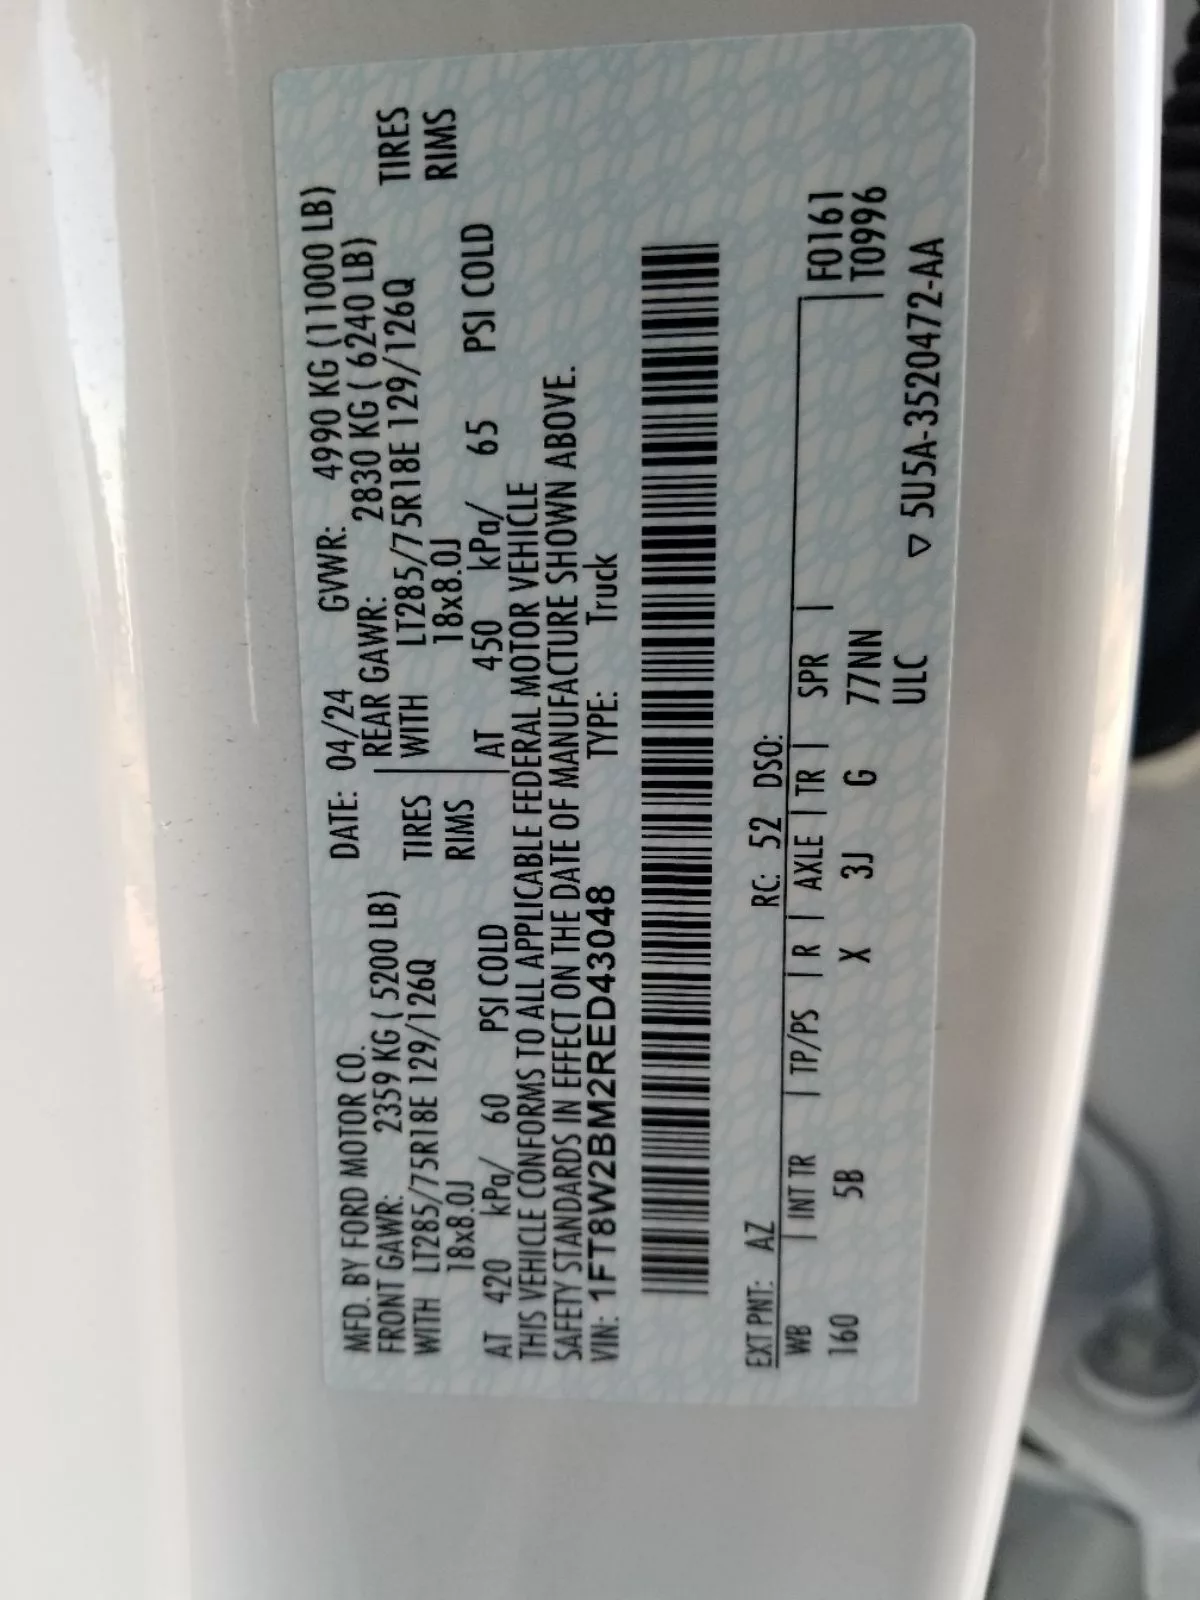 MFD. BY FORD MOTOR CO. DATE: 04/24 GVWR: 4990 KG (11000 LB)
FRONT GAWR: 2359 KG ( 5200 LB) REAR GAWR: 2830 KG ( 6240 LB)
WITH LT285/75R18E 129/126Q TIRES WITH LT285/75R18E 129/126Q TIRES
18x8.0J RIMS 18x8.0J RIMS
AT 420 kPa/ 60 PSI COLD AT 450 kPa/ 65 PSI COLD
THIS VEHICLE CONFORMS TO ALL APPLICABLE FEDERAL MOTOR VEHICLE
SAFETY STANDARDS IN EFFECT ON THE DATE OF MANUFACTURE SHOWN ABOVE.
VIN: 1FT8W2BM2RED43048 TYPE: Truck
EXT PNT: AZ RC: 52 DSO:
WB | INT TR | TP/PS | R | AXLE | TR | SPR | F0161
160 5B X 3J G 77NN T0996
ULC ▽ 5U5A-3520472-AA